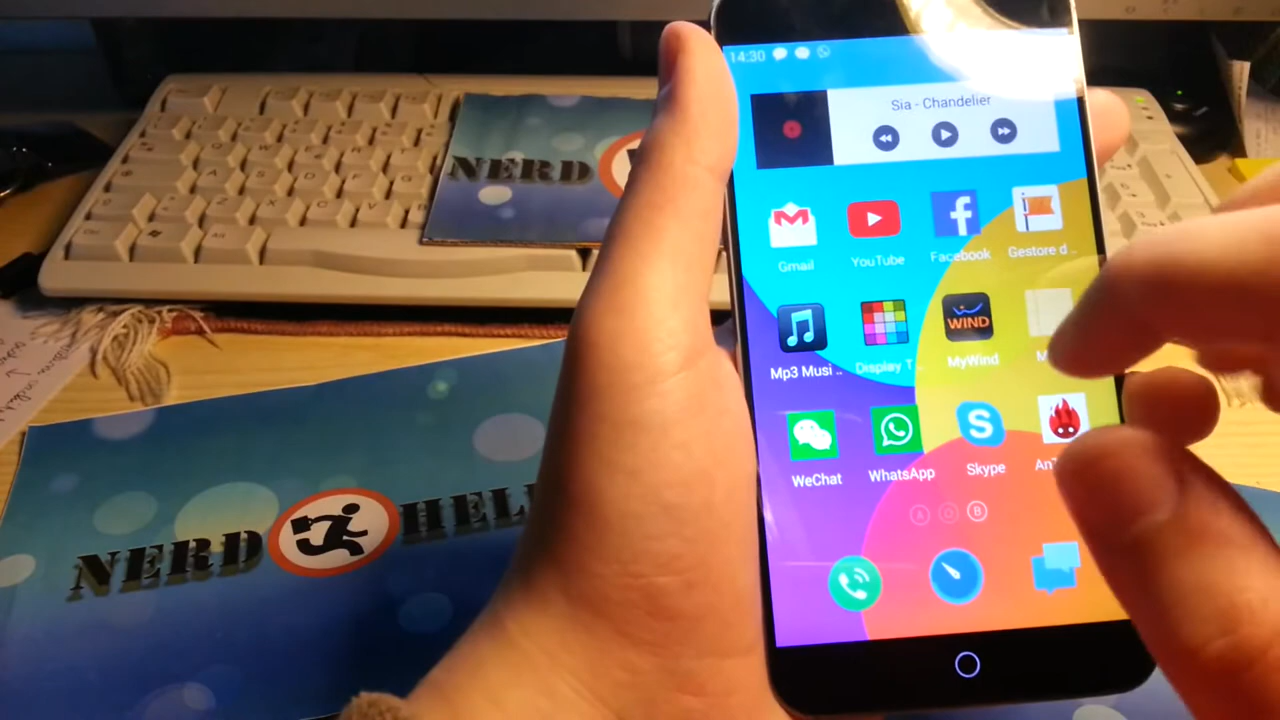 14:30
Sia - Chandelier
Gmail
YouTube
Facebook
Gestore d ..
Mp3 Musi ..
Display T ..
WIND
MyWind
WeChat
WhatsApp
Skype
A O B
NERD
NERD HEL
Q W E
A S D F G
Z X C V
Alt